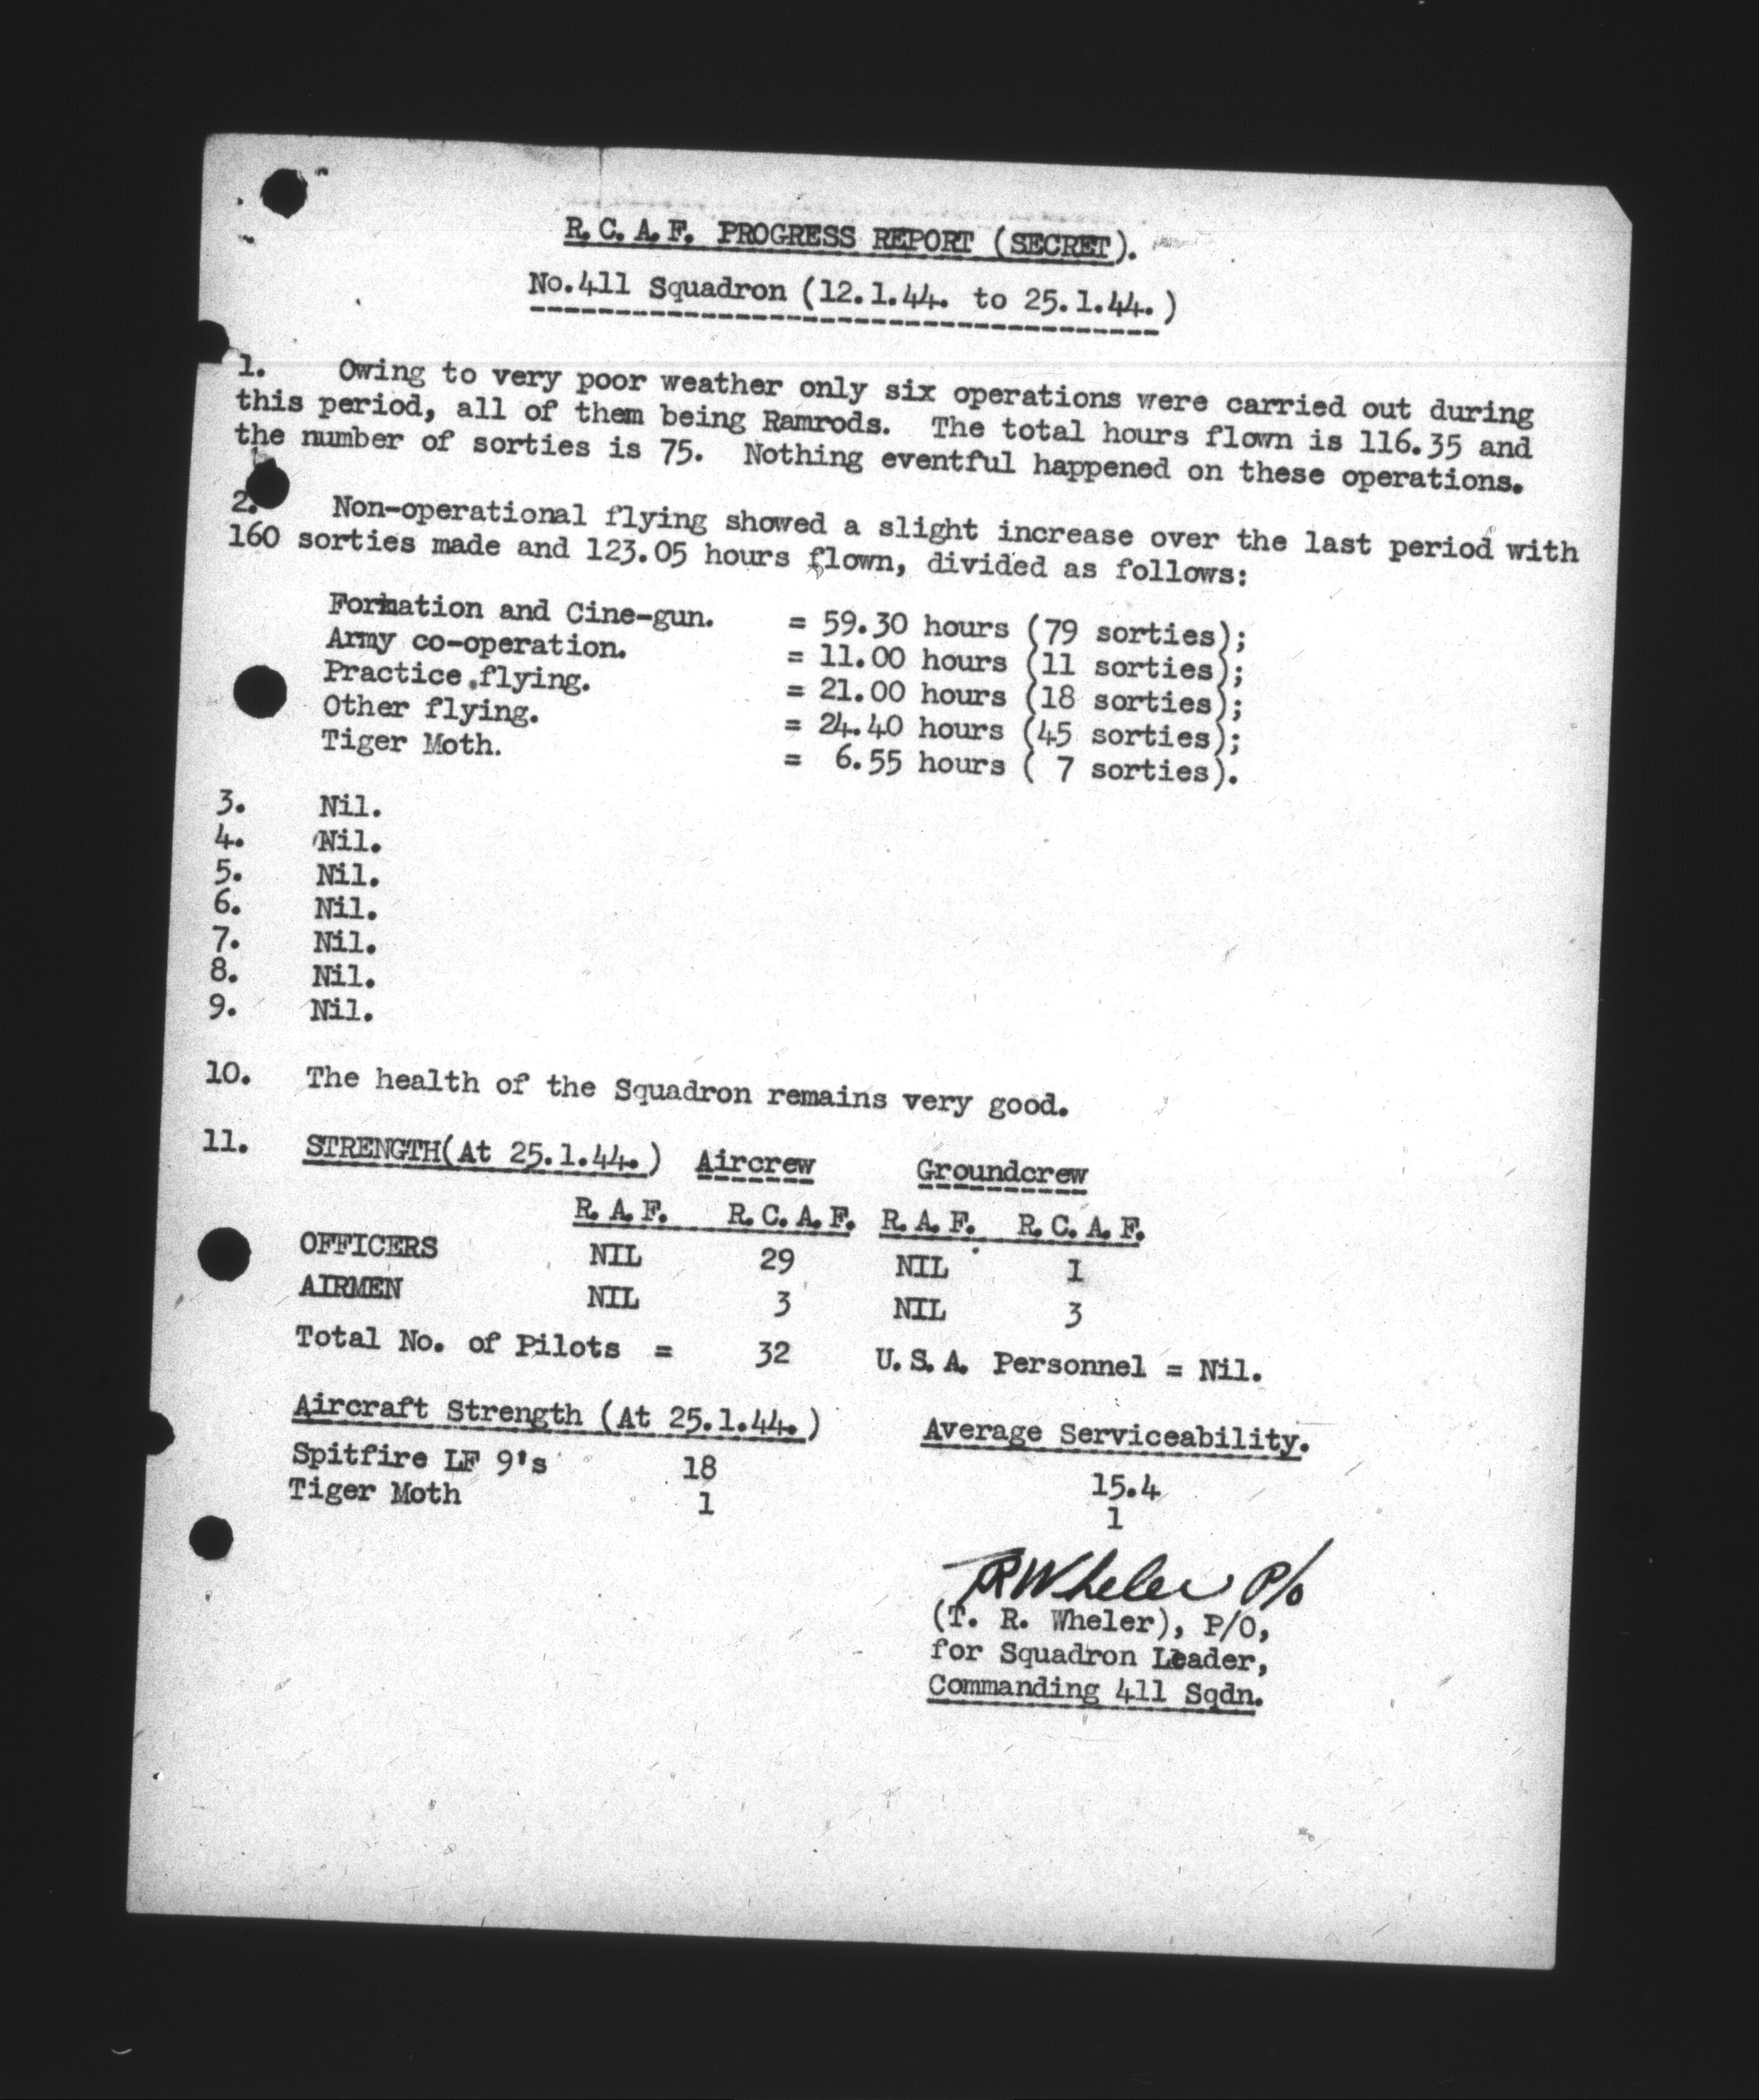 R.C.A.F. PROGRESS REPORT (SECRET).
No.411 Squadron (12.1.44. to 25.1.44.)
1. Owing to very poor weather only six operations were carried out during
this period, all of them being Ramrods. The total hours flown is 116.35 and
the number of sorties is 75. Nothing eventful happened on these operations.
2. Non-operational flying showed a slight increase over the last period with
160 sorties made and 123.05 hours flown, divided as follows:
Formation and Cine-gun. = 59.30 hours (79 sorties);
Army co-operation. = 11.00 hours (11 sorties);
Practice flying. = 21.00 hours (18 sorties);
Other flying. = 24.40 hours (45 sorties);
Tiger Moth. = 6.55 hours ( 7 sorties).
3. Nil.
4. Nil.
5. Nil.
6. Nil.
7. Nil.
8. Nil.
9. Nil.
10. The health of the Squadron remains very good.
11. STRENGTH(At 25.1.44.) Aircrew Groundcrew
R.A.F. R.C.A.F. R.A.F. R.C.A.F.
OFFICERS NIL 29 NIL 1
AIRMEN NIL 3 NIL 3
Total No. of Pilots = 32 U.S.A. Personnel = Nil.
Aircraft Strength (At 25.1.44.) Average Serviceability.
Spitfire LF 9's 18 15.4
Tiger Moth 1 1
TRWheler P/o
(T. R. Wheler), P/O,
for Squadron Leader,
Commanding 411 Sqdn.